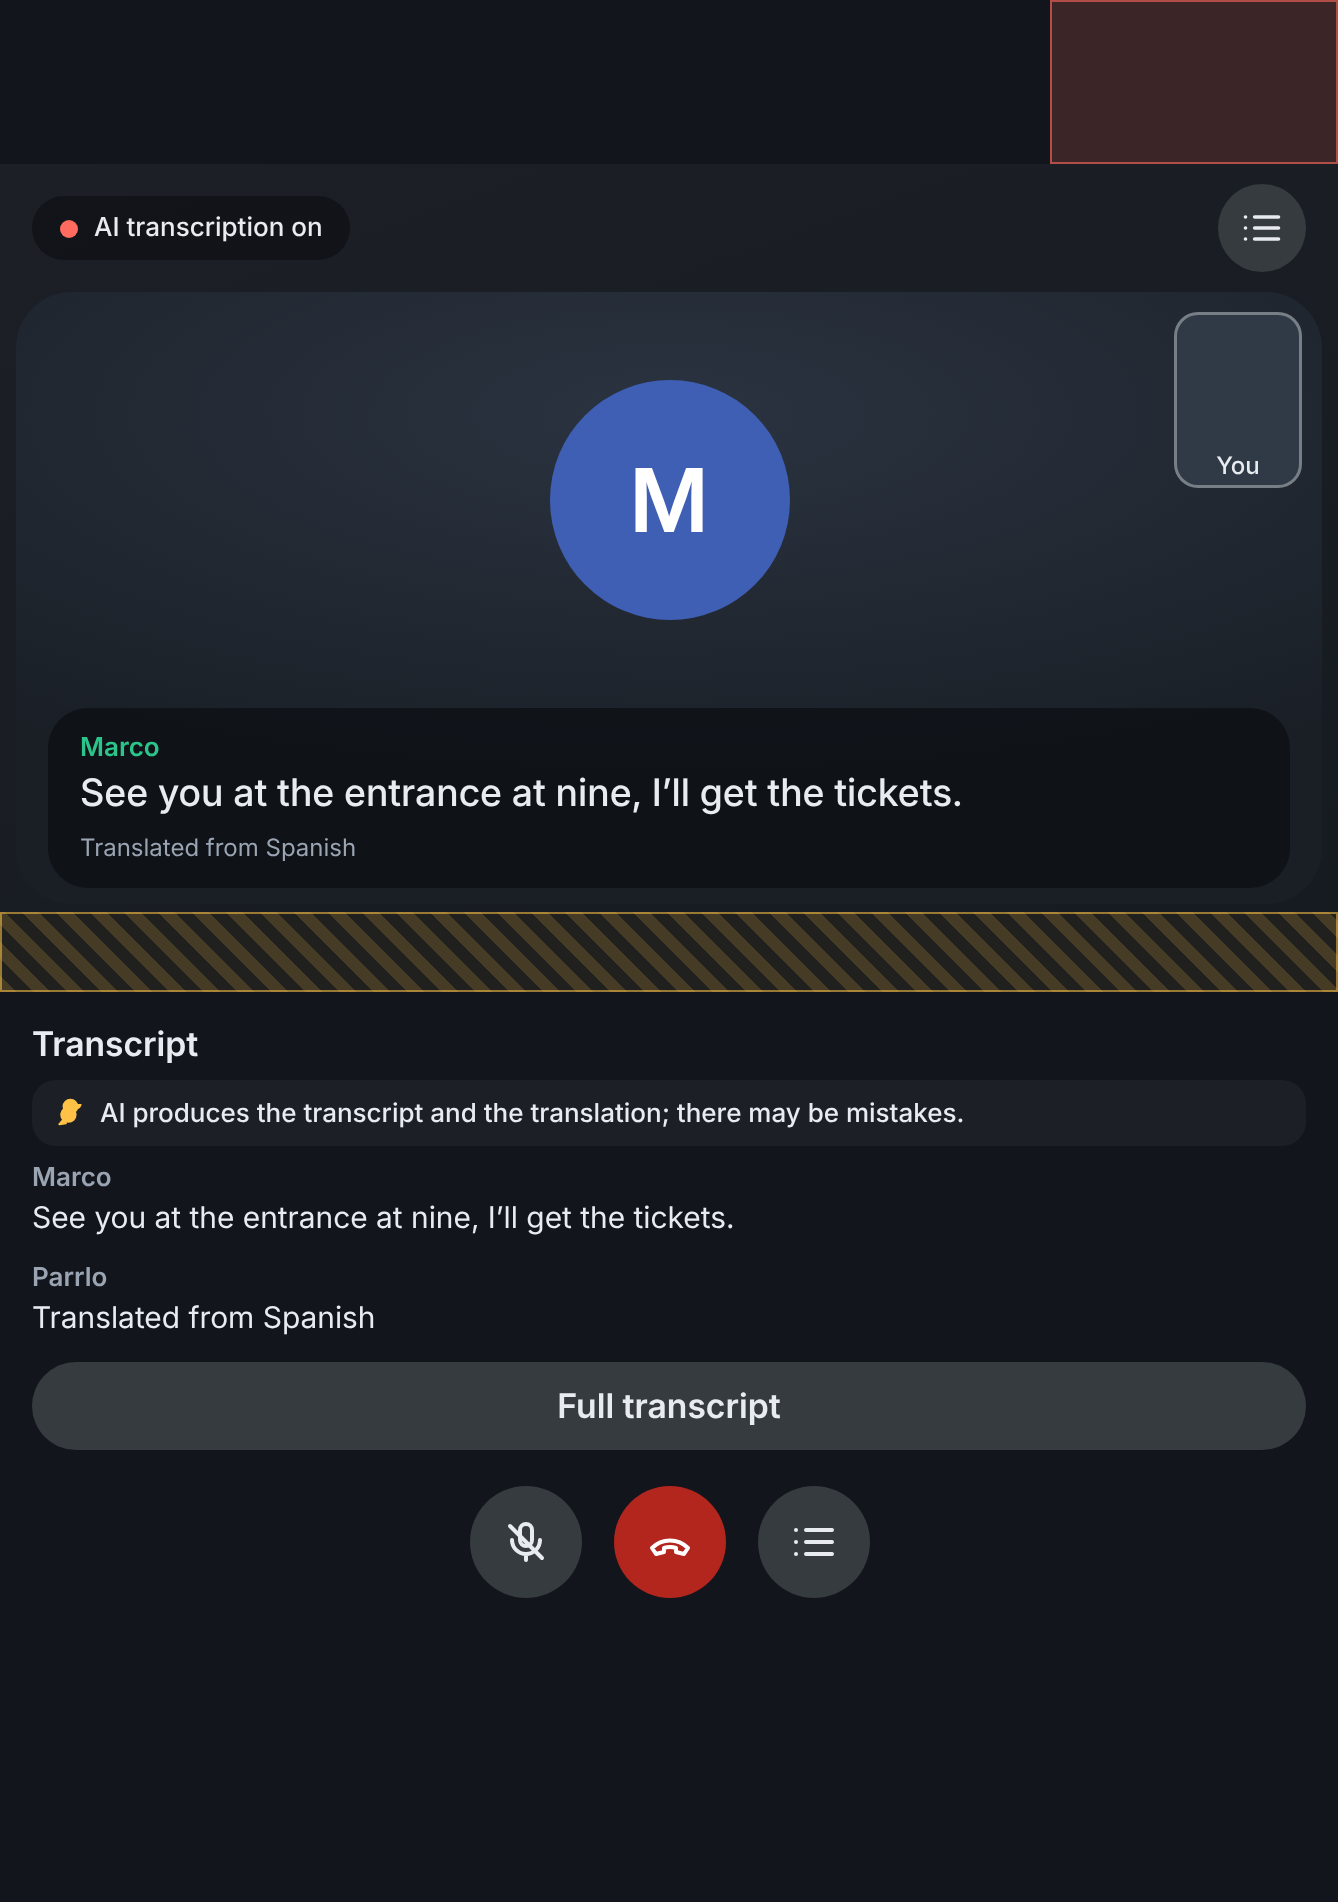 AI transcription on
You
M
Marco
See you at the entrance at nine, I’ll get the tickets.
Translated from Spanish
Transcript
AI produces the transcript and the translation; there may be mistakes.
Marco
See you at the entrance at nine, I’ll get the tickets.
Parrlo
Translated from Spanish
Full transcript